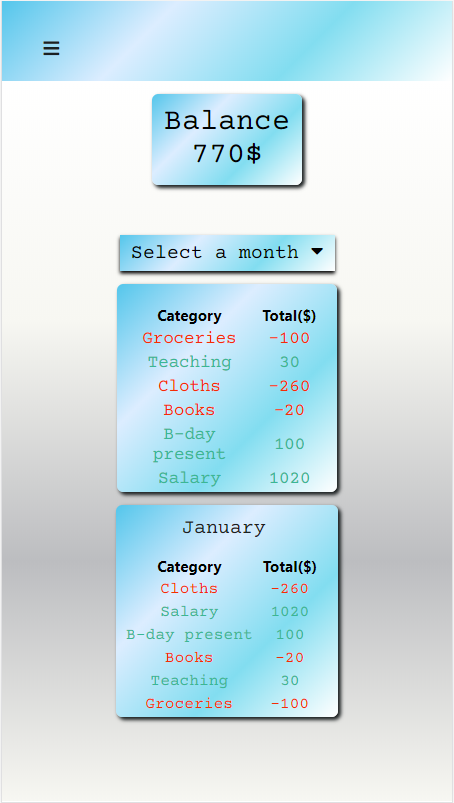 Balance
770$
Select a month
Category Total($)
Groceries -100
Teaching 30
Cloths -260
Books -20
B-day
present 100
Salary 1020
January
Category Total($)
Cloths -260
Salary 1020
B-day present 100
Books -20
Teaching 30
Groceries -100